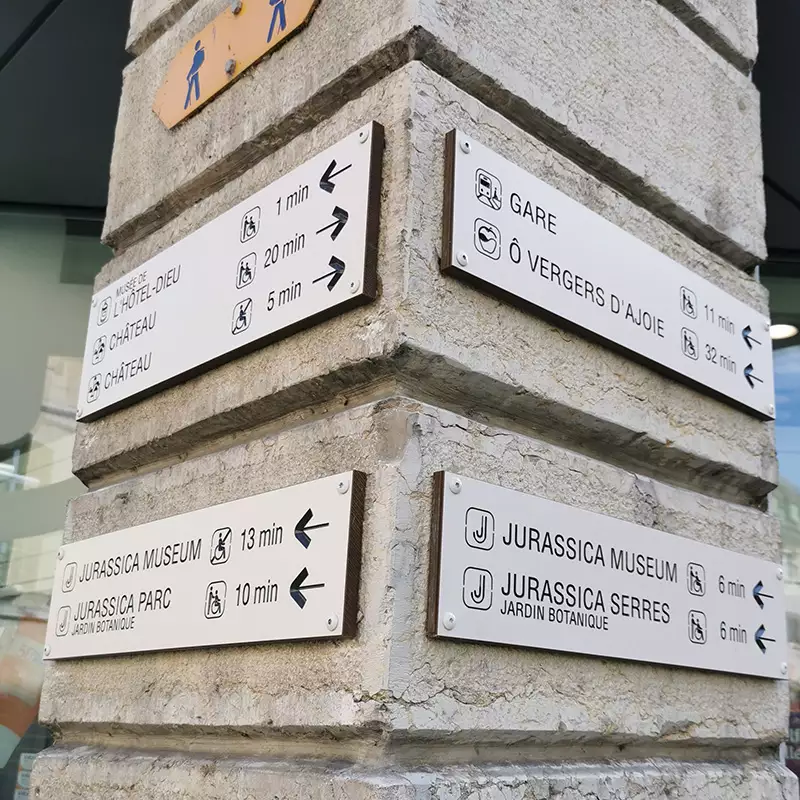 MUSÉE DE
L'HÔTEL-DIEU 1 min
CHÂTEAU 20 min
CHÂTEAU 5 min
GARE 11 min
Ô VERGERS D'AJOIE 32 min
J JURASSICA MUSEUM 13 min
J JURASSICA PARC 10 min
JARDIN BOTANIQUE
J JURASSICA MUSEUM 6 min
J JURASSICA SERRES 6 min
JARDIN BOTANIQUE